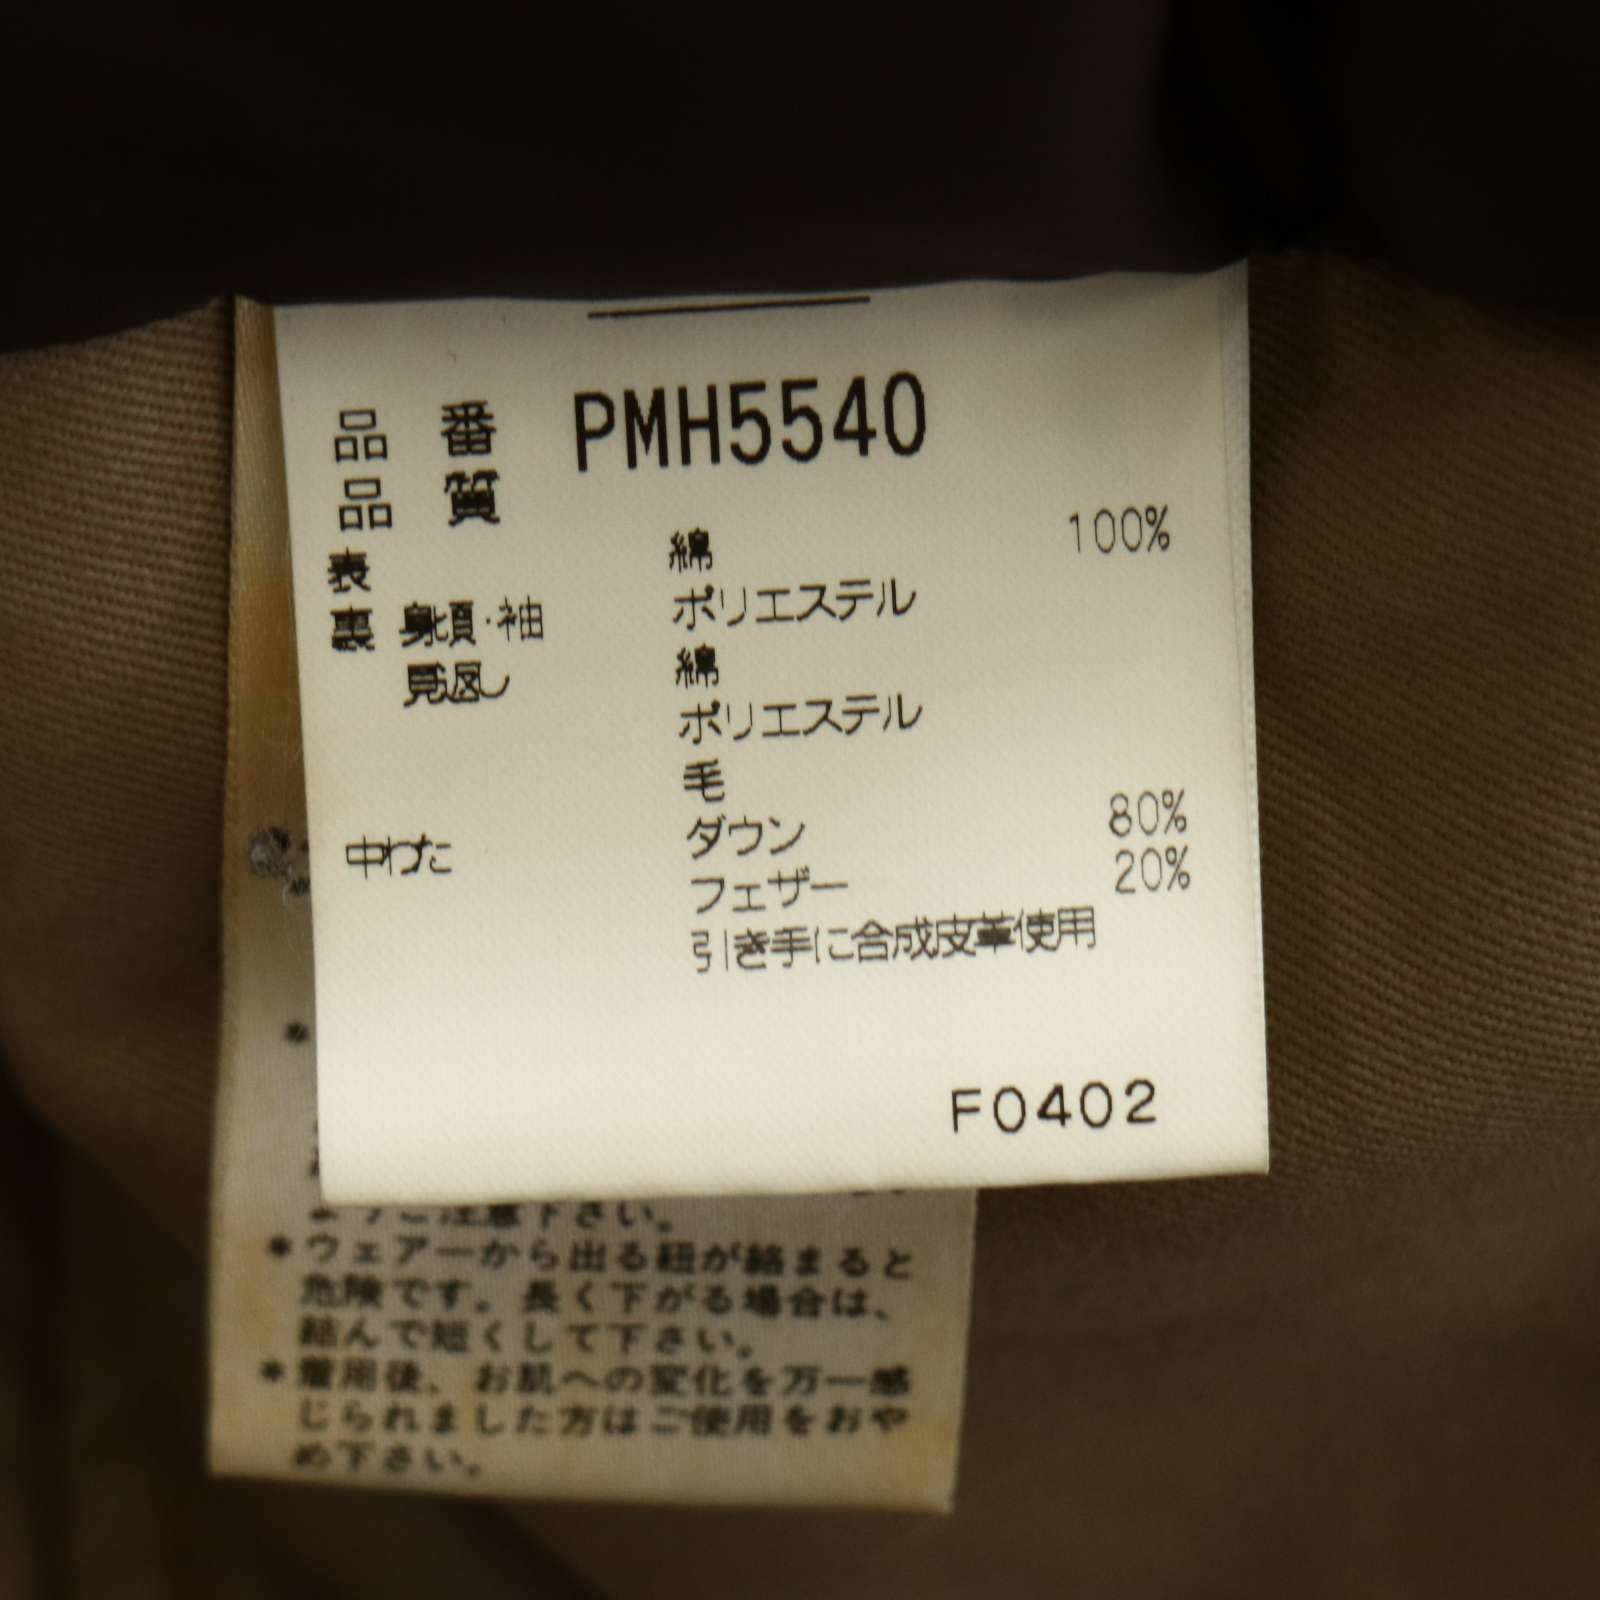 品 番 PMH5540
品 質
表 綿 100%
裏 身頃・袖 ポリエステル
見返し 綿
ポリエステル
毛
中わた ダウン 80%
フェザー 20%
引き手に合成皮革使用
F0402
ようご注意下さい。
*ウェアーから出る紐が絡まると
危険です。長く下がる場合は、
結んで短くして下さい。
*着用後、お肌への変化を万一感
じられました方はご使用をおや
め下さい。